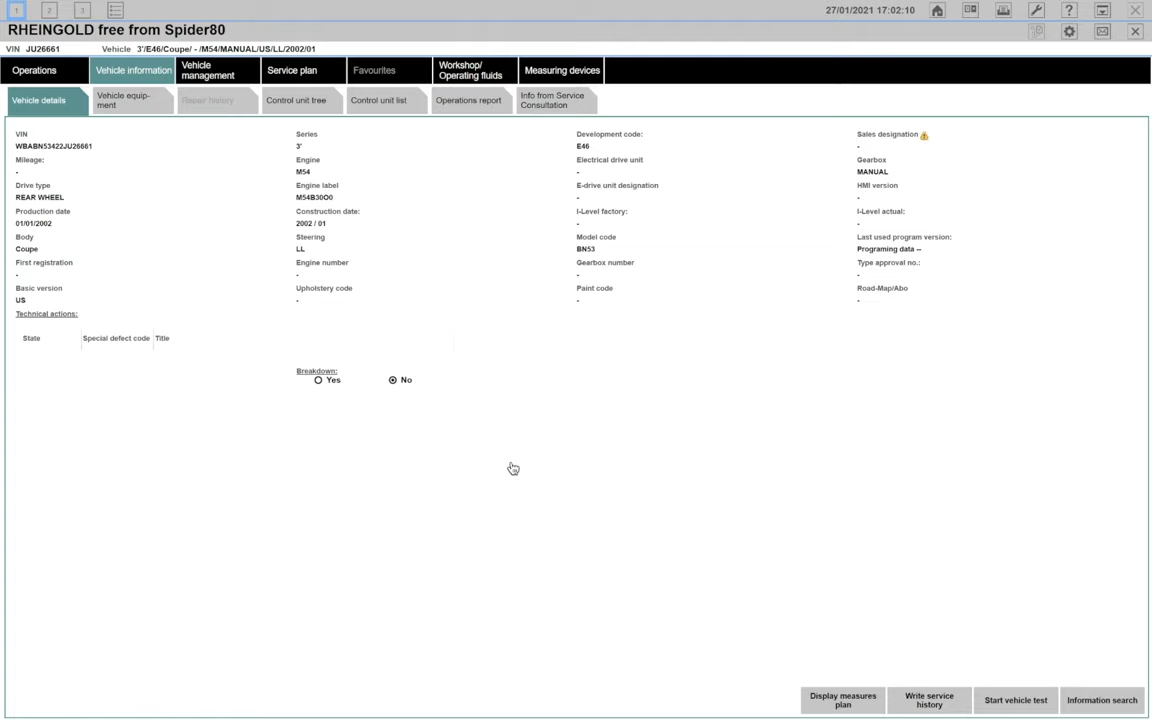 1 2 3 27/01/2021 17:02:10 ?
RHEINGOLD free from Spider80
VIN JU26661 Vehicle 3'/E46/Coupe/ - /M54/MANUAL/US/LL/2002/01
Operations
Vehicle information
Vehicle
management
Service plan
Favourites
Workshop/
Operating fluids
Measuring devices
Vehicle details
Vehicle equip-
ment
Repair history
Control unit tree
Control unit list
Operations report
Info from Service
Consultation
VIN Series Development code: Sales designation
WBABN53422JU26661 3' E46 -
Mileage: Engine Electrical drive unit Gearbox
- M54 - MANUAL
Drive type Engine label E-drive unit designation HMI version
REAR WHEEL M54B30O0 - -
Production date Construction date: I-Level factory: I-Level actual:
01/01/2002 2002 / 01 - -
Body Steering Model code Last used program version:
Coupe LL BN53 Programing data --
First registration Engine number Gearbox number Type approval no.:
- - - -
Basic version Upholstery code Paint code Road-Map/Abo
US - - -
Technical actions:
State Special defect code Title
Breakdown:
Yes No
Display measures
plan
Write service
history
Start vehicle test
Information search